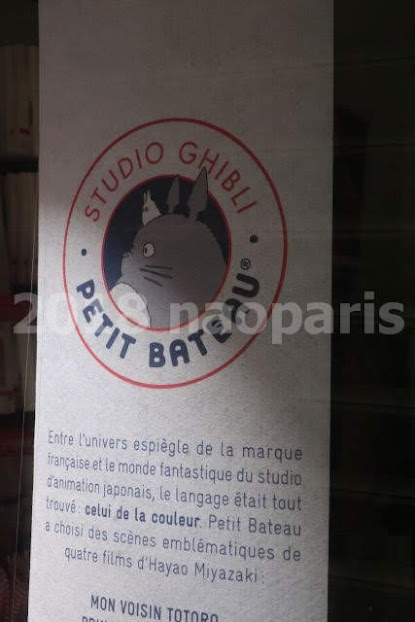 STUDIO GHIBLI
PETIT BATEAU®
2018 naoparis
Entre l'univers espiègle de la marque
française et le monde fantastique du studio
d'animation japonais, le langage était tout
trouvé : celui de la couleur. Petit Bateau
a choisi des scènes emblématiques de
quatre films d'Hayao Miyazaki :
MON VOISIN TOTORO